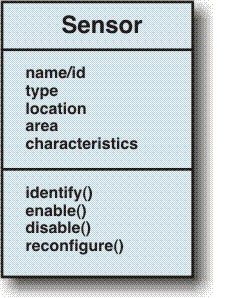 Sensor
name/id
type
location
area
characteristics
identify()
enable()
disable()
reconfigure()